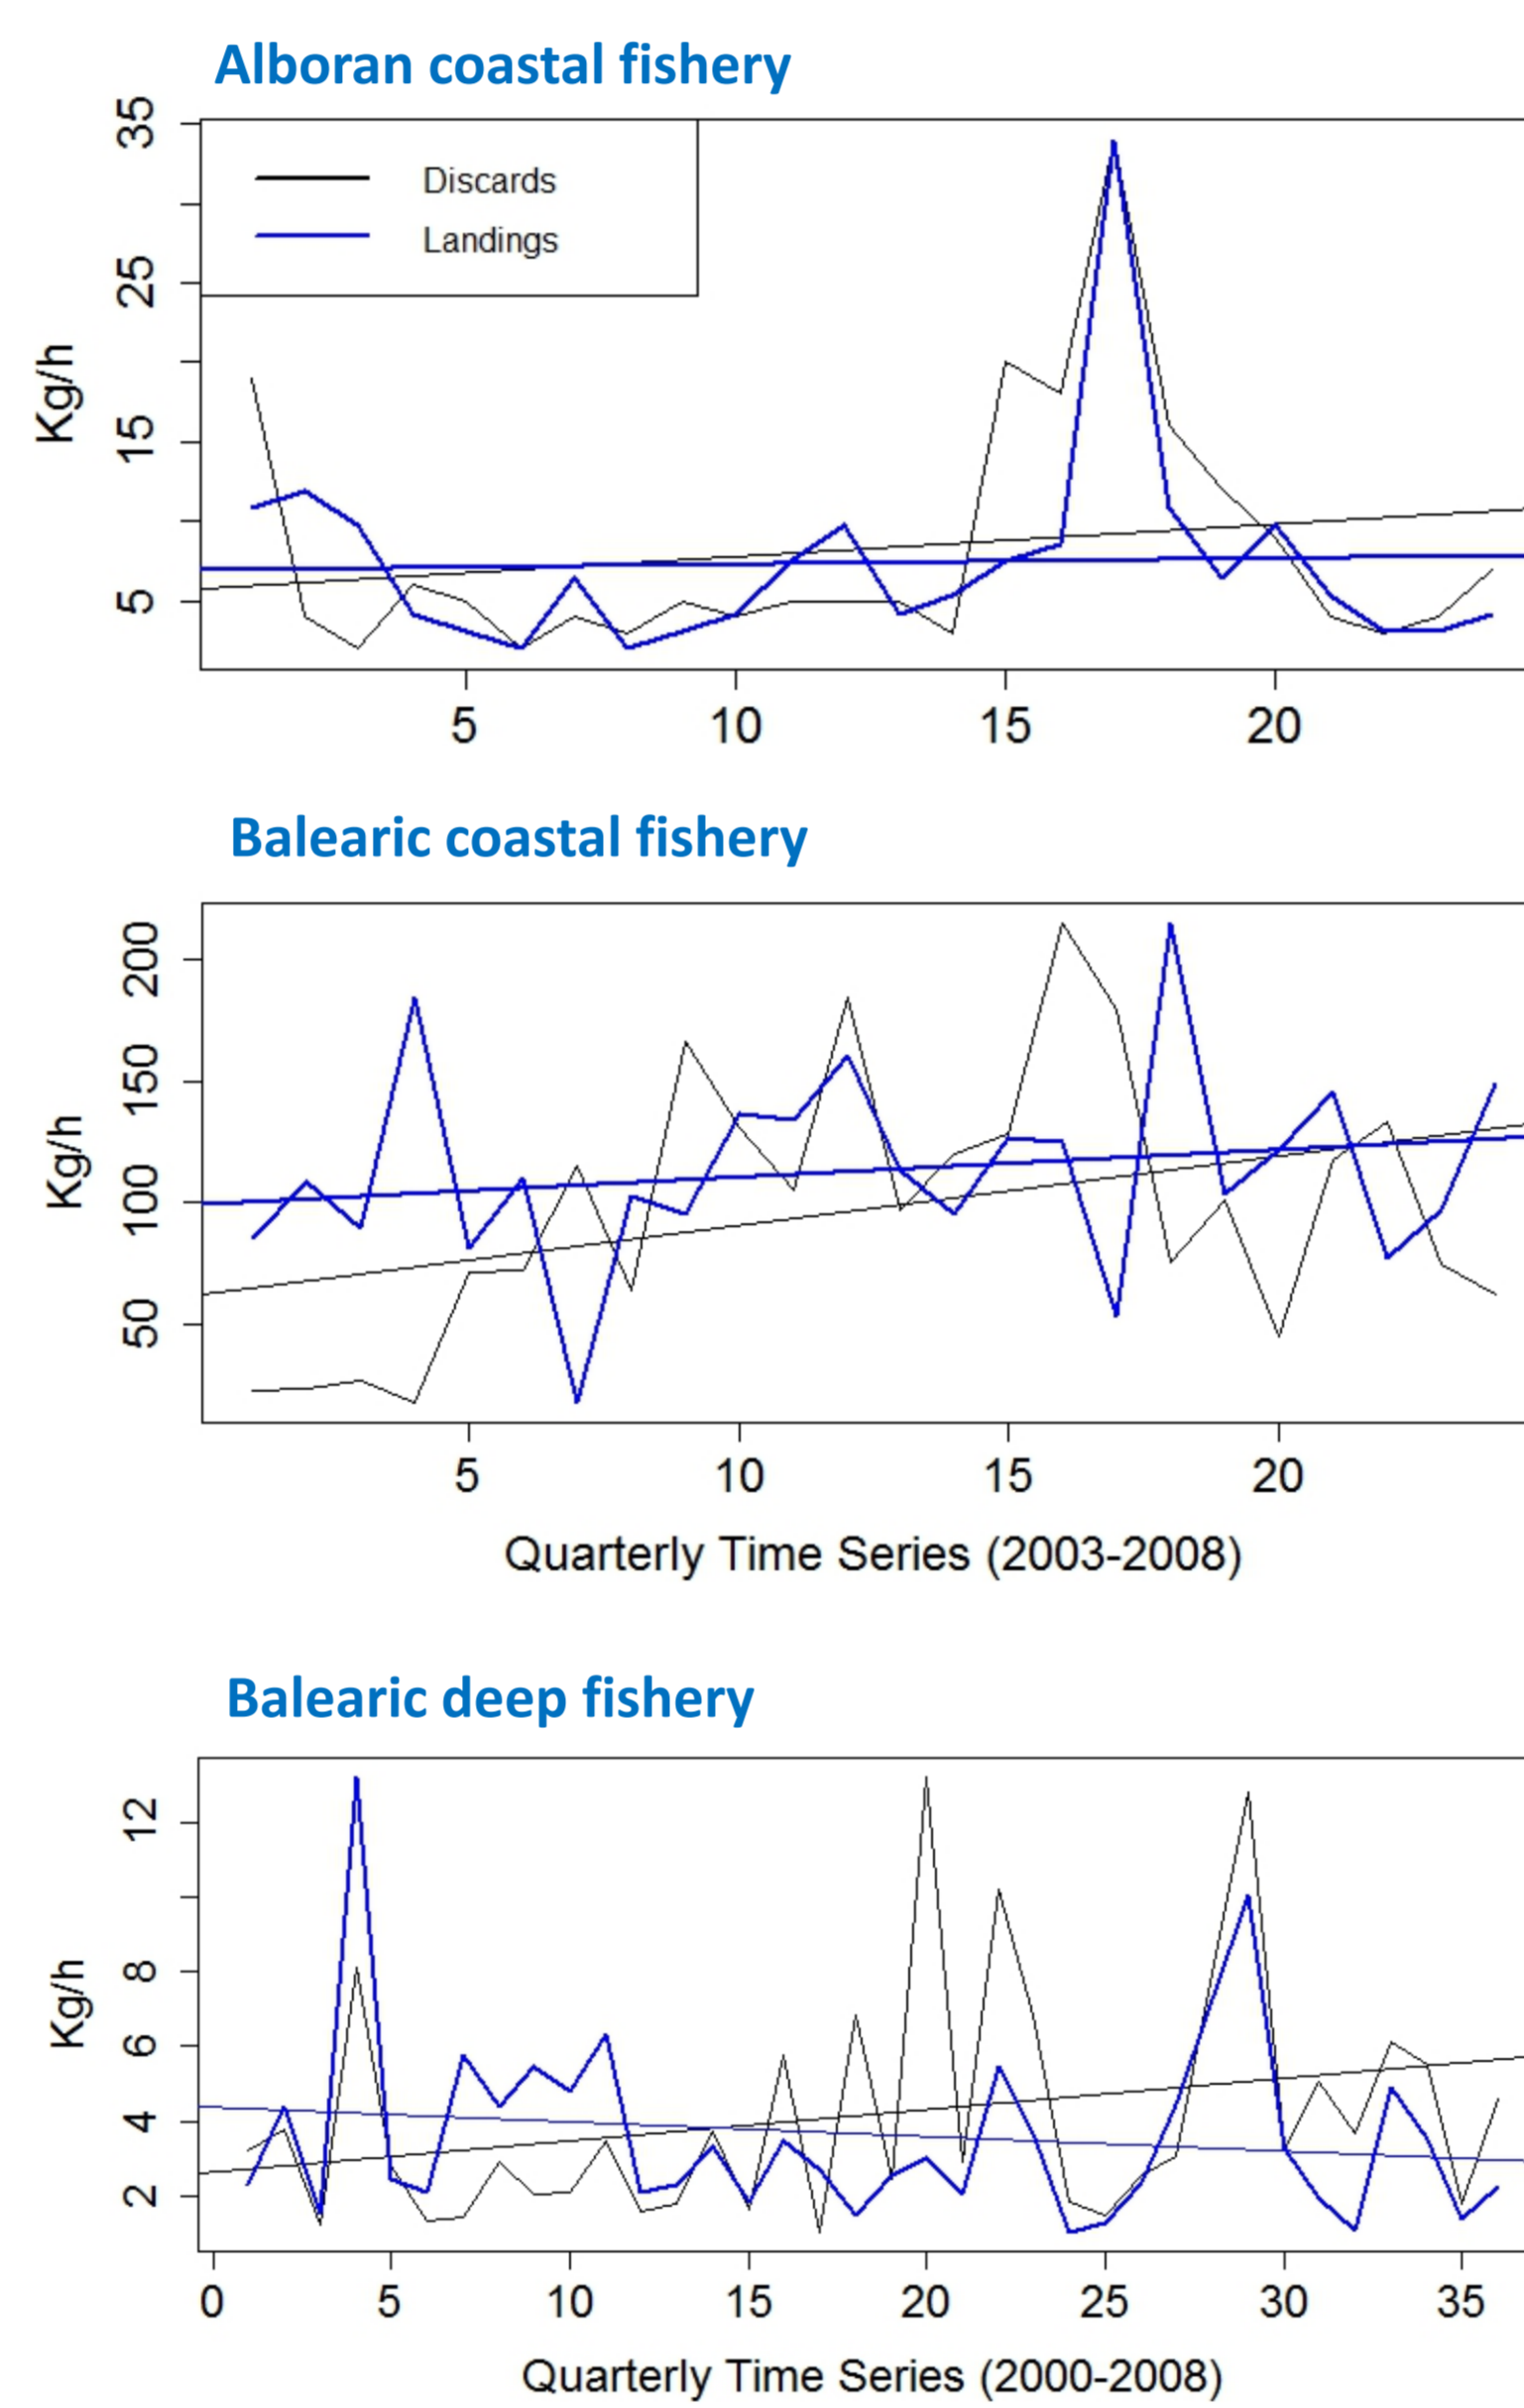 Alboran coastal fishery
35
25
15
5
Kg/h
Discards
Landings
5 10 15 20
Balearic coastal fishery
200
150
100
50
Kg/h
5 10 15 20
Quarterly Time Series (2003-2008)
Balearic deep fishery
12
8
6
4
2
Kg/h
0 5 10 15 20 25 30 35
Quarterly Time Series (2000-2008)